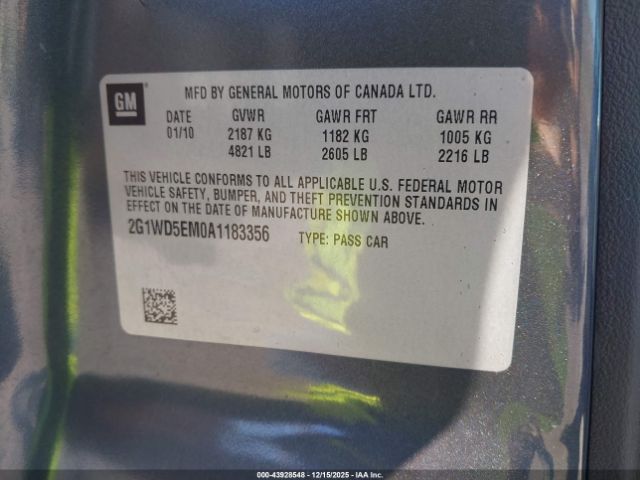 GM
MFD BY GENERAL MOTORS OF CANADA LTD.
DATE GVWR GAWR FRT GAWR RR
01/10 2187 KG 1182 KG 1005 KG
4821 LB 2605 LB 2216 LB
THIS VEHICLE CONFORMS TO ALL APPLICABLE U.S. FEDERAL MOTOR
VEHICLE SAFETY, BUMPER, AND THEFT PREVENTION STANDARDS IN
EFFECT ON THE DATE OF MANUFACTURE SHOWN ABOVE.
2G1WD5EM0A1183356 TYPE: PASS CAR
000-43928548 - 12/15/2025 - IAA Inc.